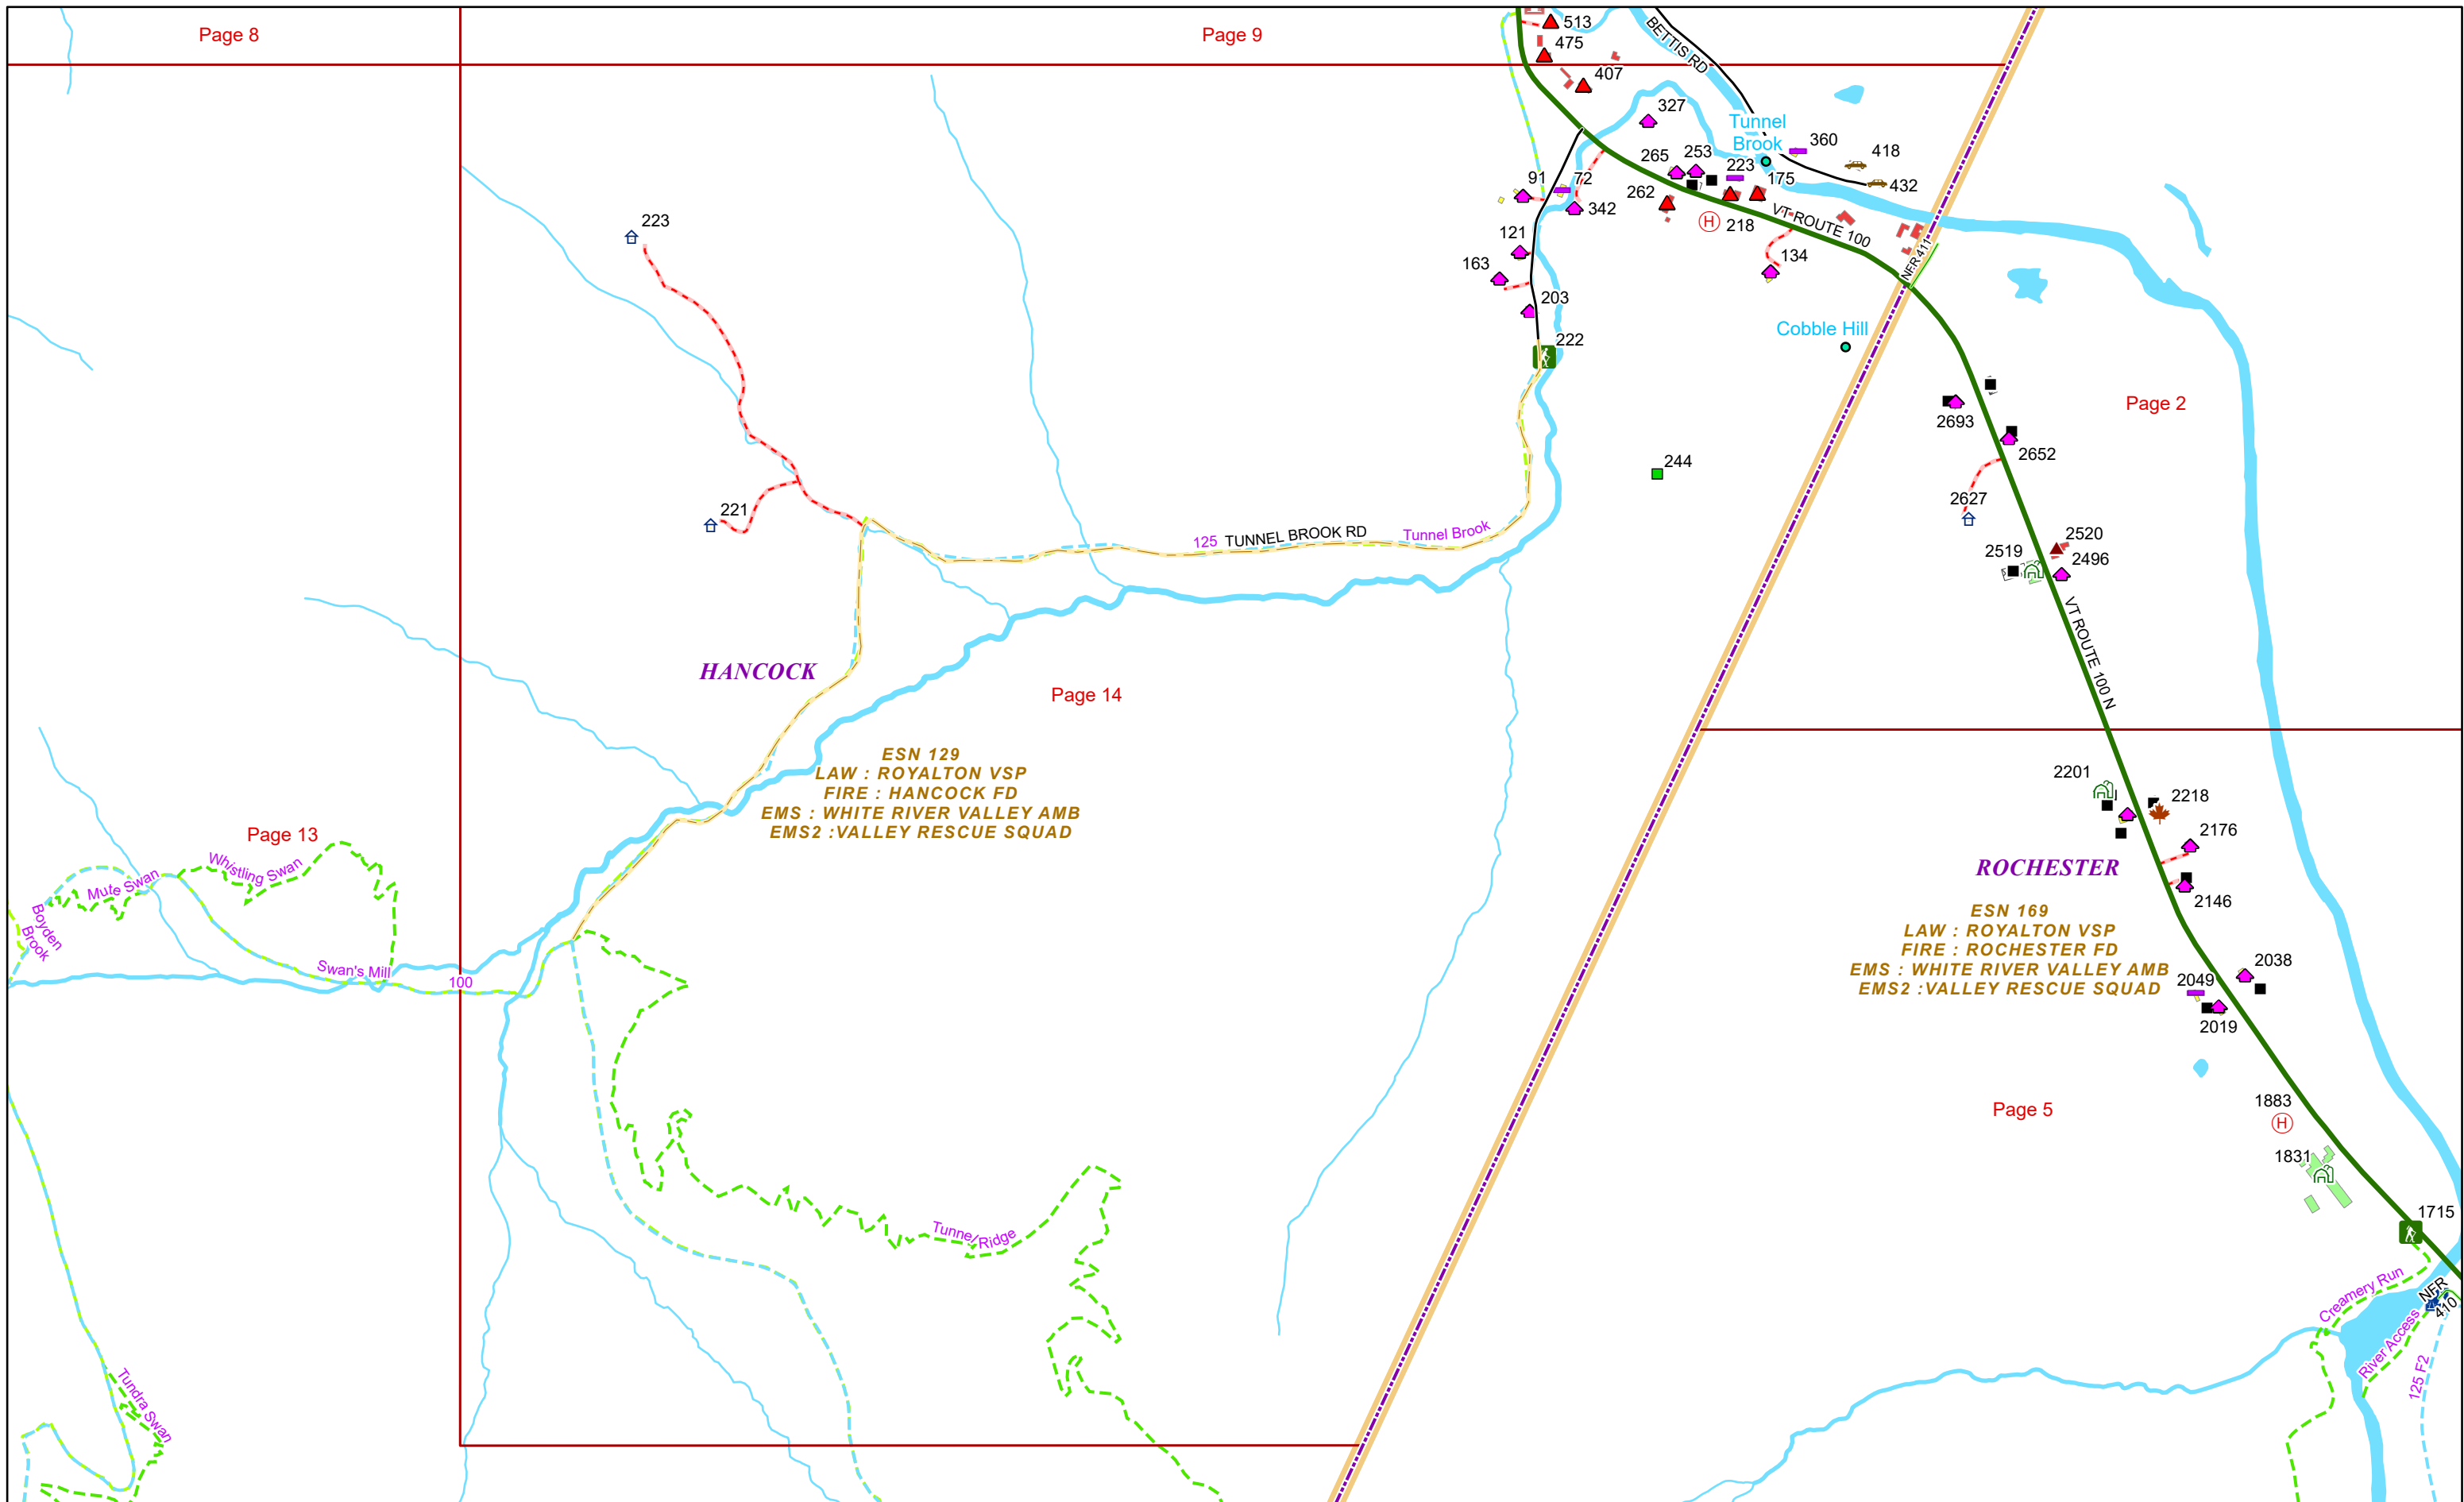 Page 8
Page 9
513
475
BETTIS RD
407
327
Tunnel
Brook
360
418
265
253
223
175
432
91
72
342
262
218
VT ROUTE 100
NFR 411
121
134
163
203
222
Cobble Hill
223
Page 2
2693
2652
244
2627
221
125
TUNNEL BROOK RD
Tunnel Brook
2520
2519
2496
VT ROUTE 100 N
HANCOCK
Page 14
ESN 129
LAW : ROYALTON VSP
FIRE : HANCOCK FD
EMS : WHITE RIVER VALLEY AMB
EMS2 :VALLEY RESCUE SQUAD
2201
2218
2176
Page 13
Whistling Swan
Mute Swan
Boyden
Brook
Swan's Mill
100
ROCHESTER
2146
ESN 169
LAW : ROYALTON VSP
FIRE : ROCHESTER FD
EMS : WHITE RIVER VALLEY AMB
EMS2 :VALLEY RESCUE SQUAD
2038
2049
2019
Page 5
1883
1831
1715
Tunnel Ridge
Creamery Run
NFR
410
River Access
125 F2
Tundra Swan